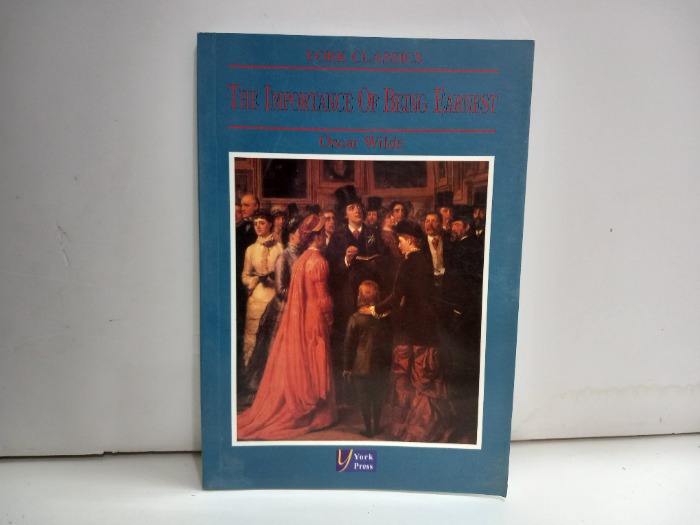 YORK CLASSICS
THE IMPORTANCE OF BEING EARNEST
Oscar Wilde
York
Press